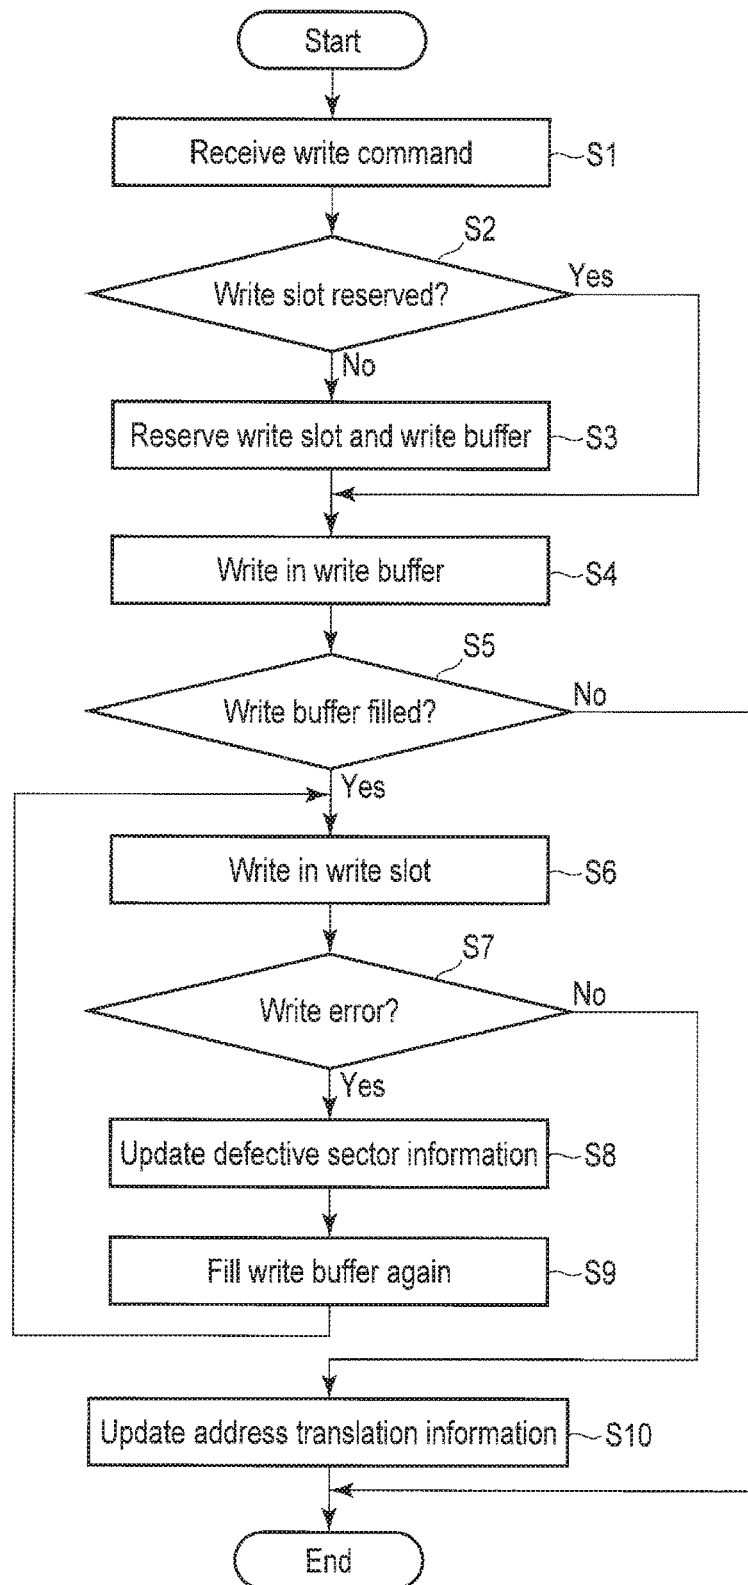 Start
Receive write command
S1
S2
Write slot reserved?
Yes
No
Reserve write slot and write buffer
S3
Write in write buffer
S4
S5
Write buffer filled?
No
Yes
Write in write slot
S6
S7
Write error?
No
Yes
Update defective sector information
S8
Fill write buffer again
S9
Update address translation information
S10
End